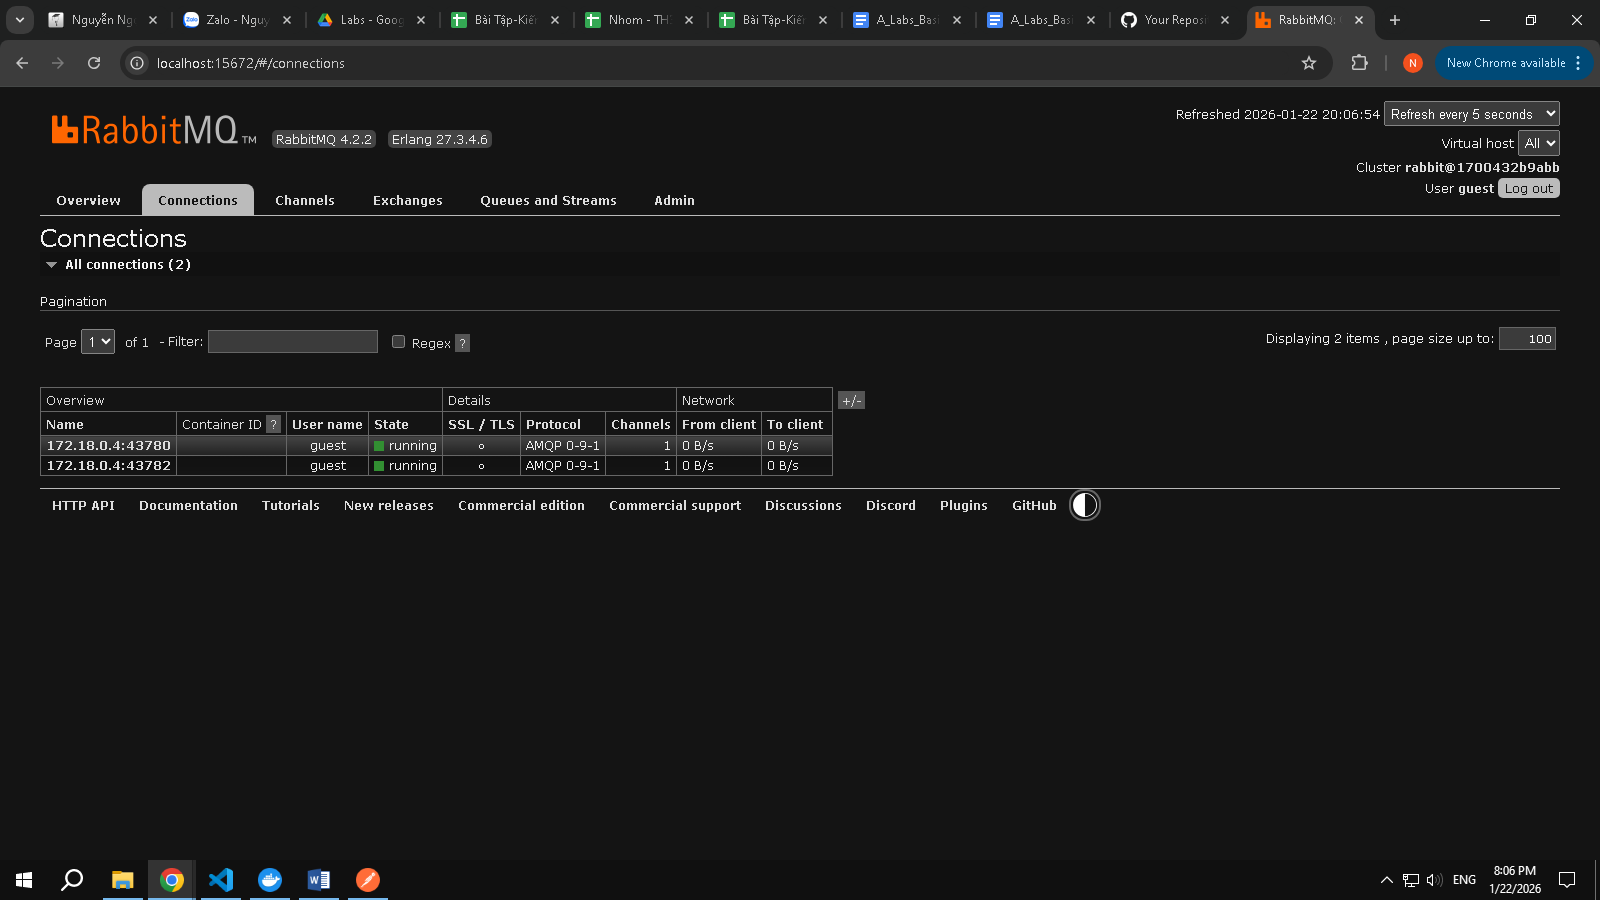 Nguyễn Ng
Zalo - Nguy
Labs - Goog
Bài Tập-Kiến
Nhom - TH
Bài Tập-Kiến
A_Labs_Basi
A_Labs_Basi
Your Reposi
RabbitMQ:
localhost:15672/#/connections
N
New Chrome available
RabbitMQ TM
RabbitMQ 4.2.2
Erlang 27.3.4.6
Refreshed 2026-01-22 20:06:54
Refresh every 5 seconds
Virtual host All
Cluster rabbit@1700432b9abb
User guest Log out
Overview Connections Channels Exchanges Queues and Streams Admin
Connections
All connections (2)
Pagination
Page 1 of 1 - Filter: Regex ?
Displaying 2 items , page size up to: 100
Overview Details Network +/-
Name Container ID ? User name State SSL / TLS Protocol Channels From client To client
172.18.0.4:43780 guest running ○ AMQP 0-9-1 1 0 B/s 0 B/s
172.18.0.4:43782 guest running ○ AMQP 0-9-1 1 0 B/s 0 B/s
HTTP API Documentation Tutorials New releases Commercial edition Commercial support Discussions Discord Plugins GitHub
ENG
8:06 PM
1/22/2026